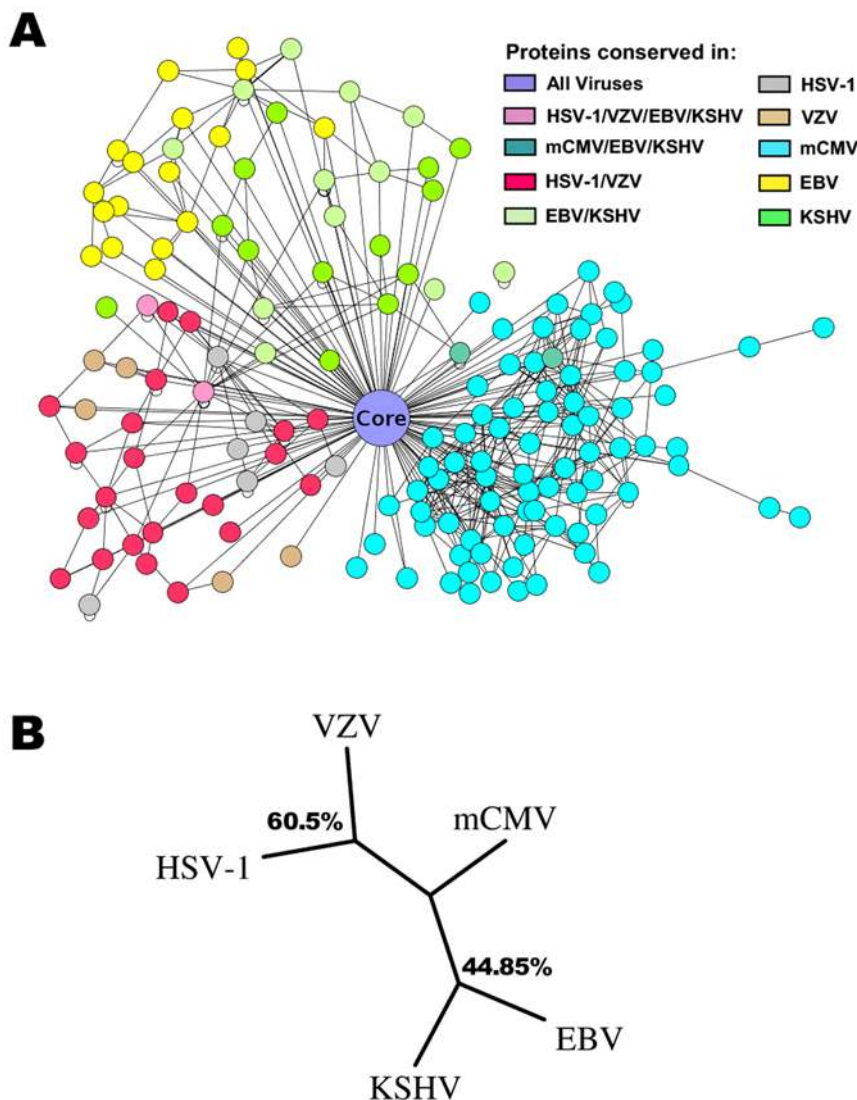 A
Proteins conserved in:
All Viruses
HSV-1/VZV/EBV/KSHV
mCMV/EBV/KSHV
HSV-1/VZV
EBV/KSHV
HSV-1
VZV
mCMV
EBV
KSHV
Core
B
VZV
60.5%
mCMV
HSV-1
44.85%
EBV
KSHV